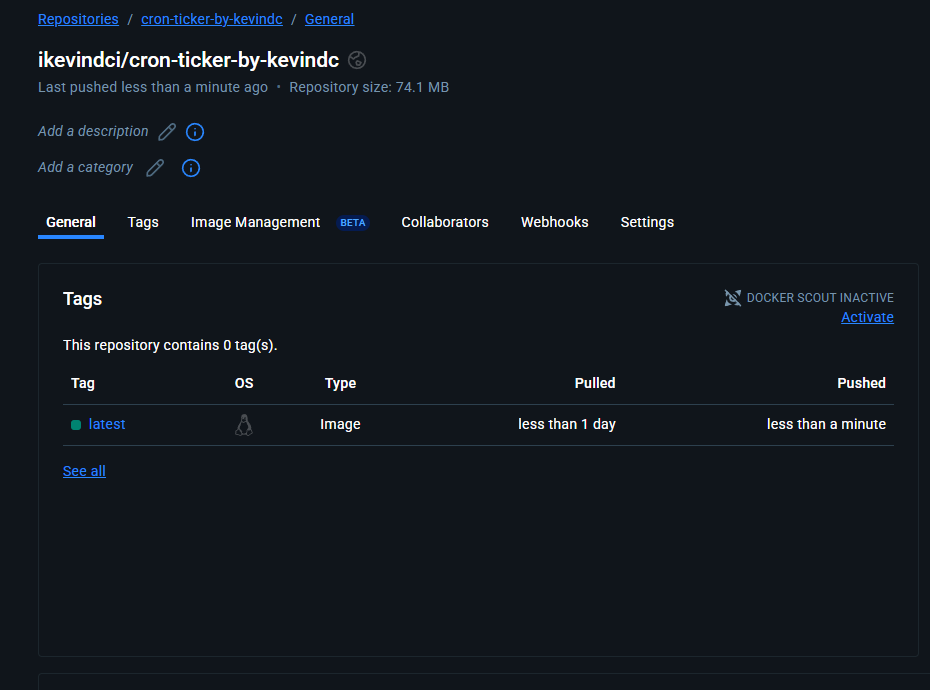 Repositories / cron-ticker-by-kevindc / General
ikevindci/cron-ticker-by-kevindc
Last pushed less than a minute ago • Repository size: 74.1 MB
Add a description
Add a category
General Tags Image Management BETA Collaborators Webhooks Settings
Tags
DOCKER SCOUT INACTIVE
Activate
This repository contains 0 tag(s).
Tag OS Type Pulled Pushed
latest Image less than 1 day less than a minute
See all